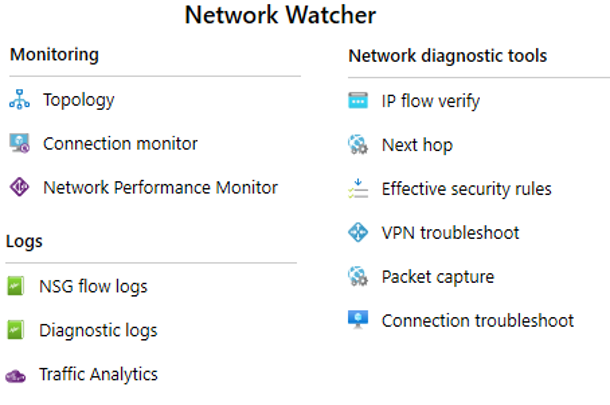 Network Watcher
Monitoring
Topology
Connection monitor
Network Performance Monitor
Logs
NSG flow logs
Diagnostic logs
Traffic Analytics
Network diagnostic tools
IP flow verify
Next hop
Effective security rules
VPN troubleshoot
Packet capture
Connection troubleshoot